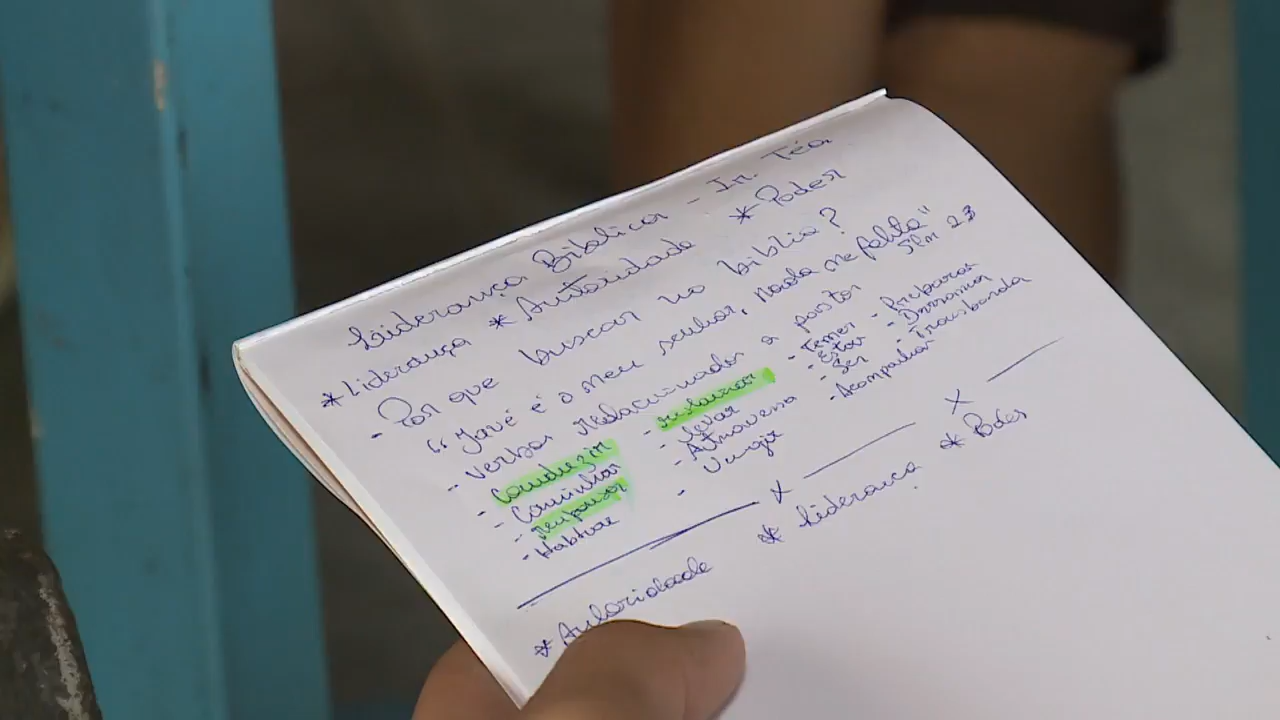 Liderança Bíblica - Ir. Téa
*Liderança *Autoridade *Poder
- Por que buscar na bíblia?
"Javé é o meu senhor, nada me falta" Slm 23
- Verbos relacionados a pastor
- Conduzir - restaurar - Temer - Preparar
- Caminhar - Levar - Estar - Derramar
- Repousar - Atravessa - Ser - Transborda
- Habitar - Ungir - Acompanhar
X X
* Autoridade * Liderança * Poder